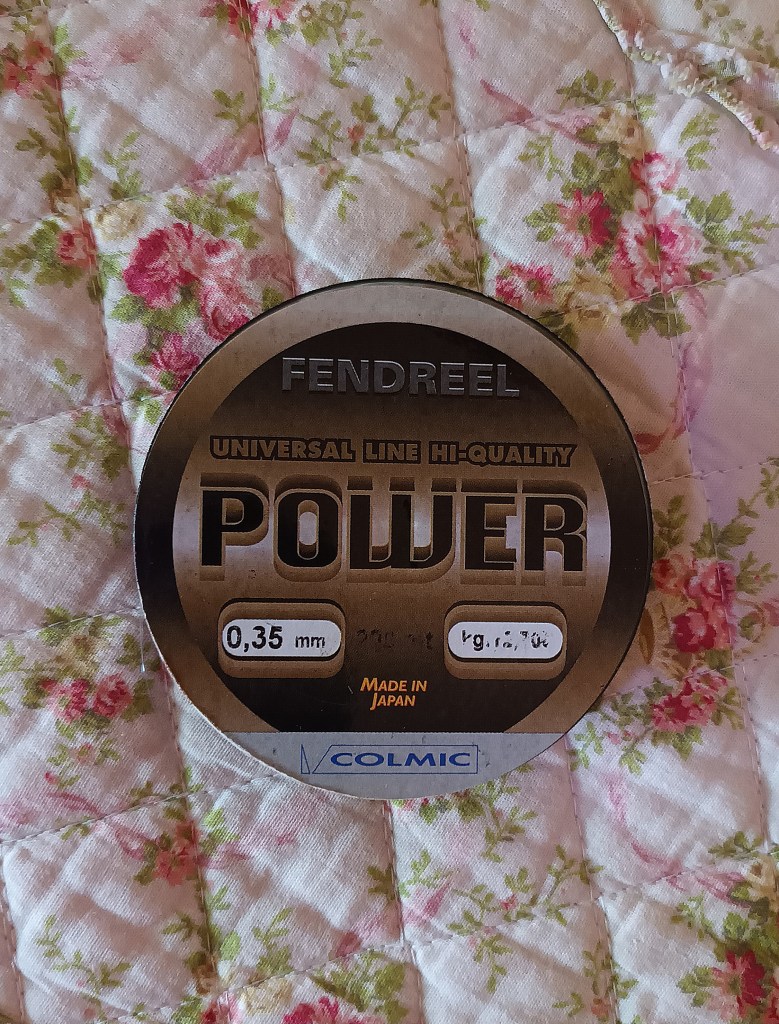 FENDREEL
UNIVERSAL LINE HI-QUALITY
POWER
0,35 mm
MADE IN
JAPAN
COLMIC